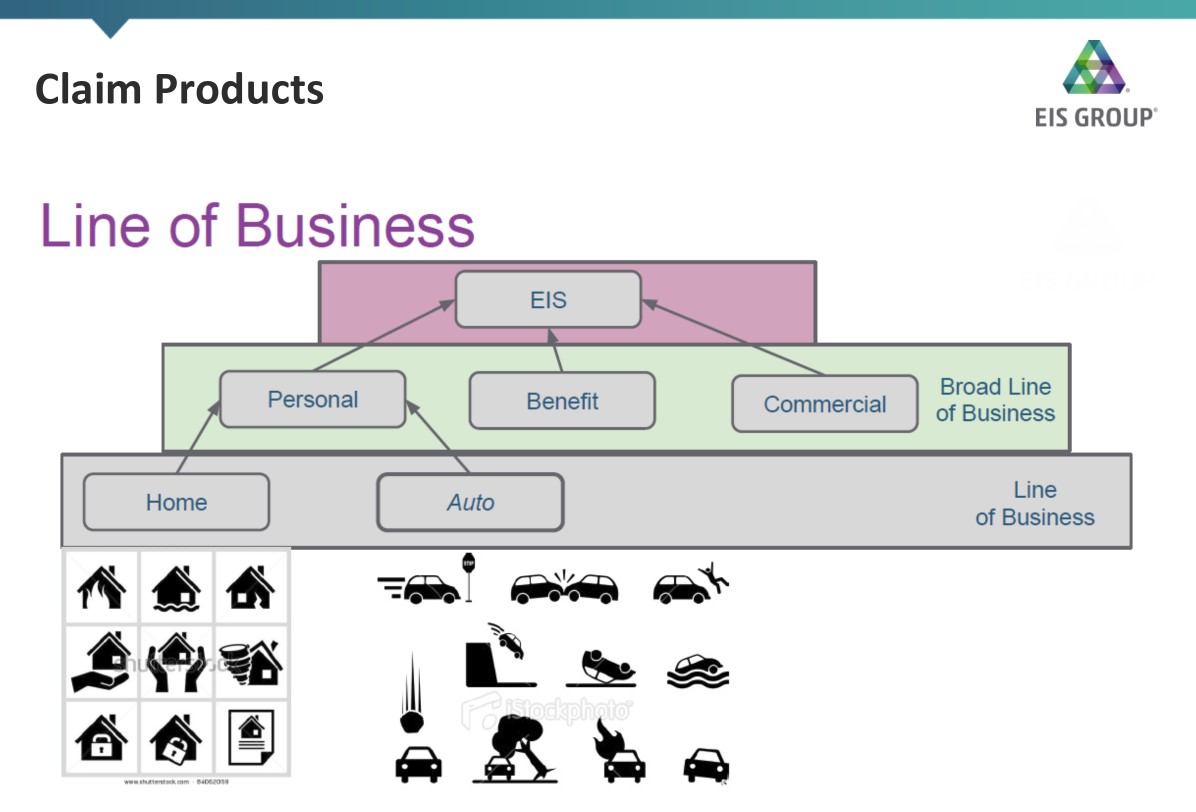 Claim Products
EIS GROUP®
Line of Business
EIS
Personal
Benefit
Commercial
Broad Line
of Business
Home
Auto
Line
of Business
STOP
shutterstock
iStockphoto®
www.shutterstock.com · 94062059